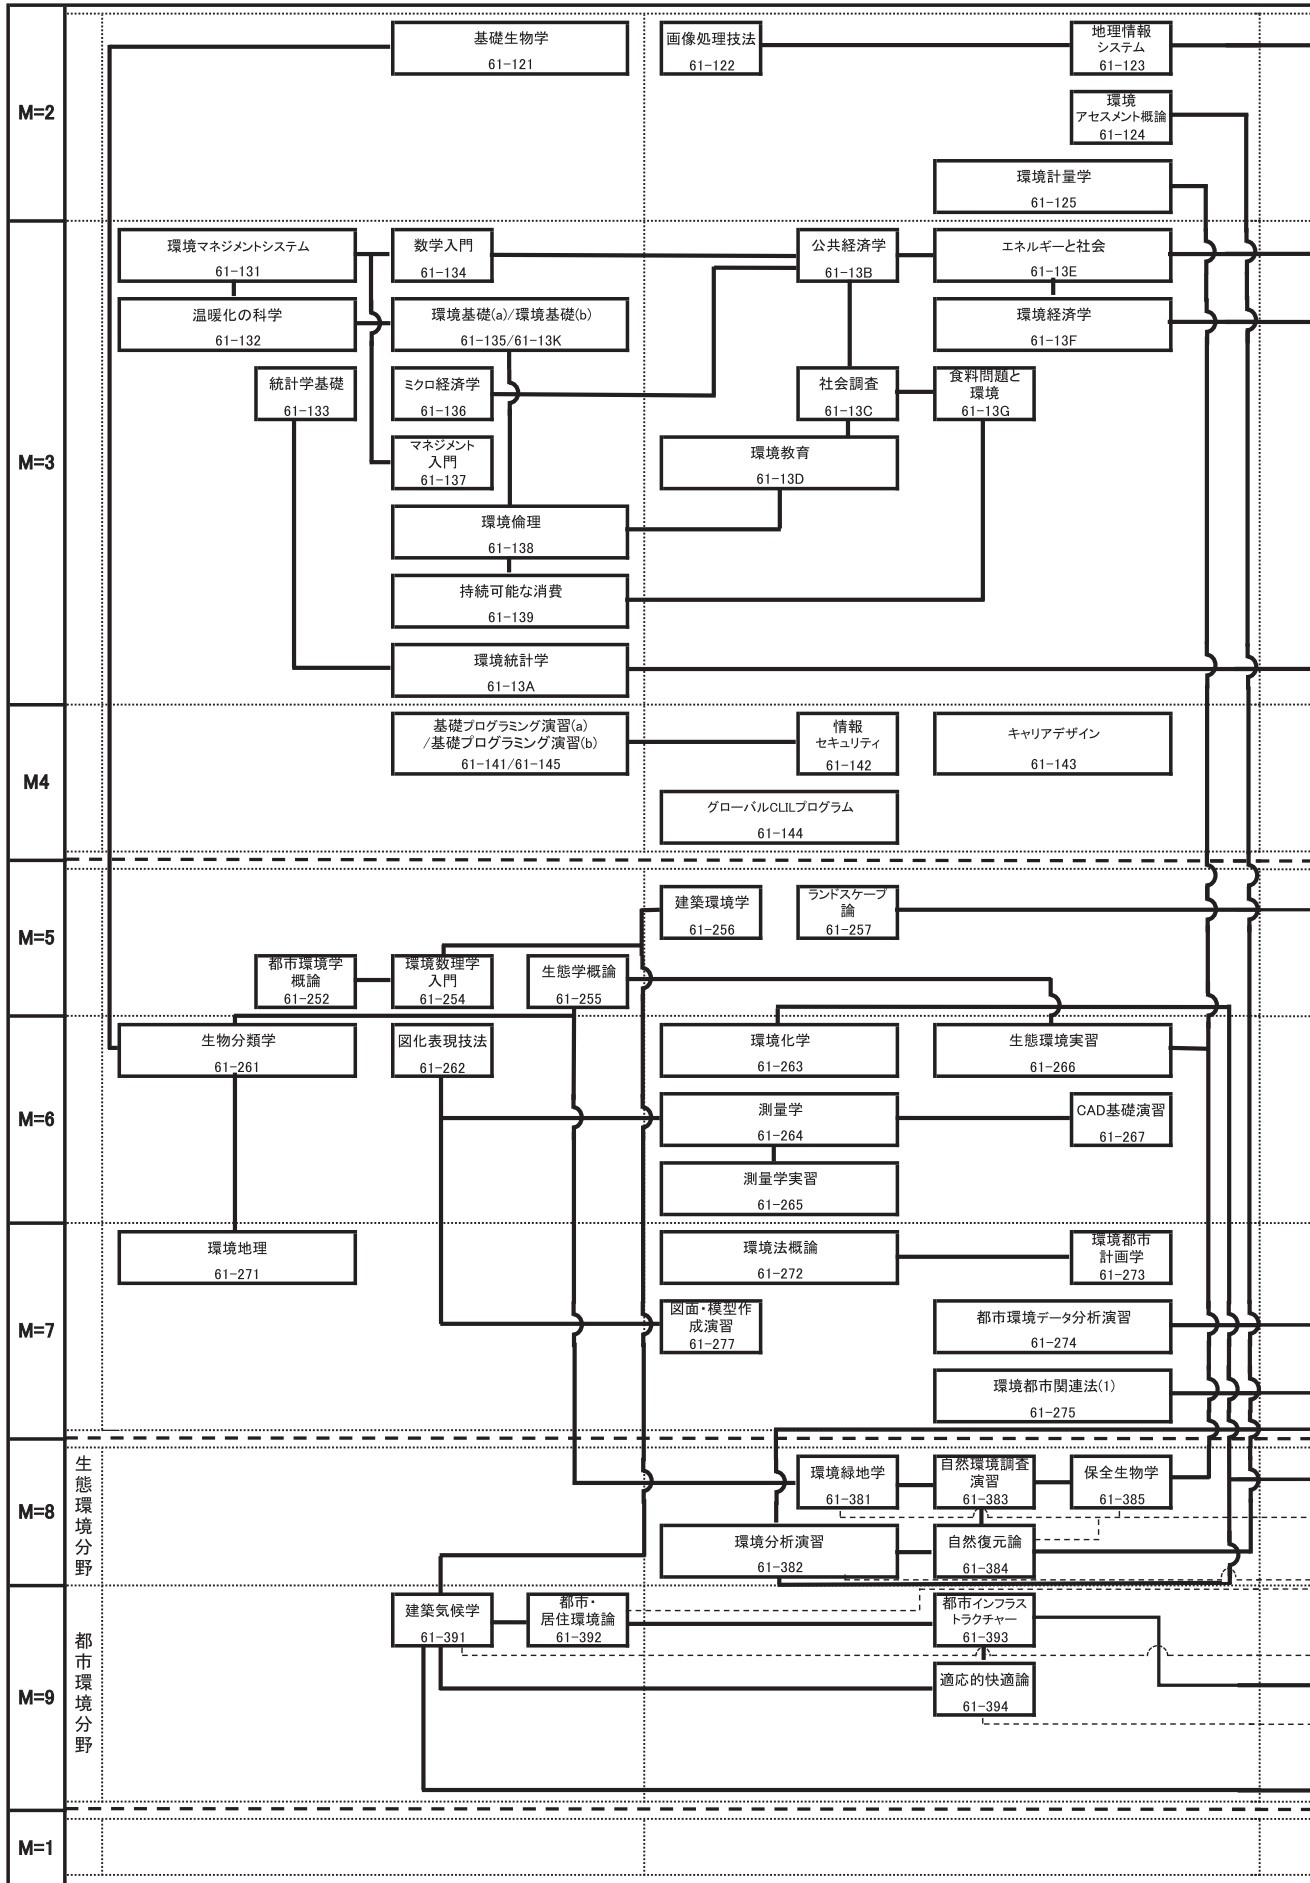 M=2
基礎生物学
61-121
画像処理技法
61-122
地理情報
システム
61-123
環境
アセスメント概論
61-124
環境計量学
61-125
M=3
環境マネジメントシステム
61-131
数学入門
61-134
公共経済学
61-13B
エネルギーと社会
61-13E
温暖化の科学
61-132
環境基礎(a)/環境基礎(b)
61-135/61-13K
環境経済学
61-13F
統計学基礎
61-133
ミクロ経済学
61-136
社会調査
61-13C
食料問題と
環境
61-13G
マネジメント
入門
61-137
環境教育
61-13D
環境倫理
61-138
持続可能な消費
61-139
環境統計学
61-13A
M4
基礎プログラミング演習(a)
/基礎プログラミング演習(b)
61-141/61-145
情報
セキュリティ
61-142
キャリアデザイン
61-143
グローバルCLILプログラム
61-144
M=5
建築環境学
61-256
ランドスケープ
論
61-257
都市環境学
概論
61-252
環境数理学
入門
61-254
生態学概論
61-255
M=6
生物分類学
61-261
図化表現技法
61-262
環境化学
61-263
生態環境実習
61-266
測量学
61-264
CAD基礎演習
61-267
測量学実習
61-265
M=7
環境地理
61-271
環境法概論
61-272
環境都市
計画学
61-273
図面・模型作
成演習
61-277
都市環境データ分析演習
61-274
環境都市関連法(1)
61-275
M=8
生態環境分野
環境緑地学
61-381
自然環境調査
演習
61-383
保全生物学
61-385
環境分析演習
61-382
自然復元論
61-384
M=9
都市環境分野
建築気候学
61-391
都市・
居住環境論
61-392
都市インフラス
トラクチャー
61-393
適応的快適論
61-394
M=1